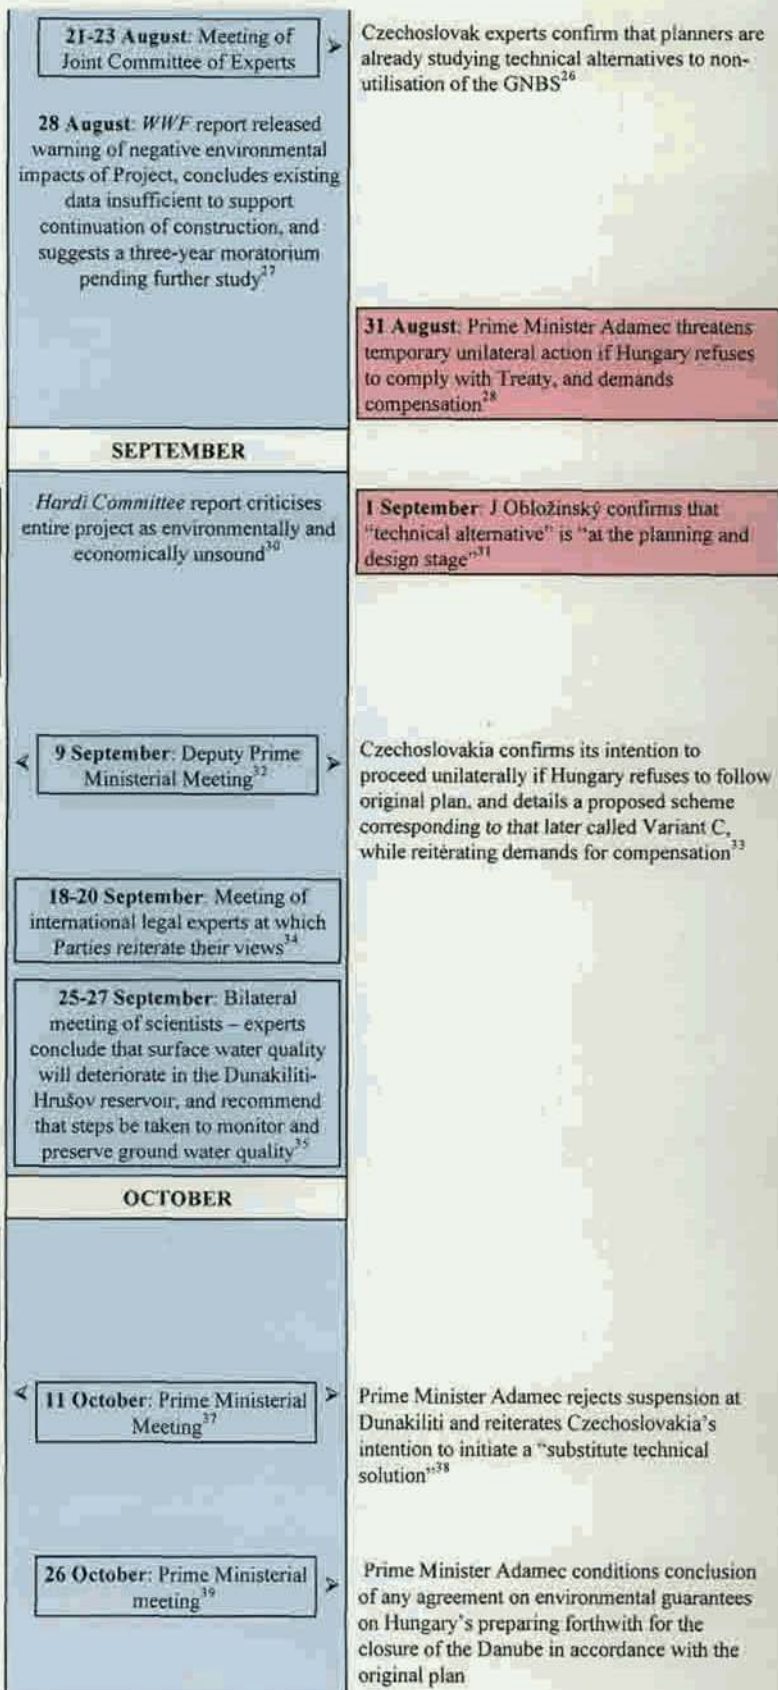 21-23 August: Meeting of
Joint Committee of Experts
Czechoslovak experts confirm that planners are
already studying technical alternatives to non-
utilisation of the GNBS26
28 August: WWF report released
warning of negative environmental
impacts of Project, concludes existing
data insufficient to support
continuation of construction, and
suggests a three-year moratorium
pending further study27
31 August: Prime Minister Adamec threatens
temporary unilateral action if Hungary refuses
to comply with Treaty, and demands
compensation28
SEPTEMBER
Hardi Committee report criticises
entire project as environmentally and
economically unsound30
1 September: J Obložinský confirms that
"technical alternative" is "at the planning and
design stage"31
9 September: Deputy Prime
Ministerial Meeting32
Czechoslovakia confirms its intention to
proceed unilaterally if Hungary refuses to follow
original plan, and details a proposed scheme
corresponding to that later called Variant C,
while reiterating demands for compensation33
18-20 September: Meeting of
international legal experts at which
Parties reiterate their views34
25-27 September: Bilateral
meeting of scientists – experts
conclude that surface water quality
will deteriorate in the Dunakiliti-
Hrušov reservoir, and recommend
that steps be taken to monitor and
preserve ground water quality35
OCTOBER
11 October: Prime Ministerial
Meeting37
Prime Minister Adamec rejects suspension at
Dunakiliti and reiterates Czechoslovakia's
intention to initiate a "substitute technical
solution"38
26 October: Prime Ministerial
meeting39
Prime Minister Adamec conditions conclusion
of any agreement on environmental guarantees
on Hungary's preparing forthwith for the
closure of the Danube in accordance with the
original plan